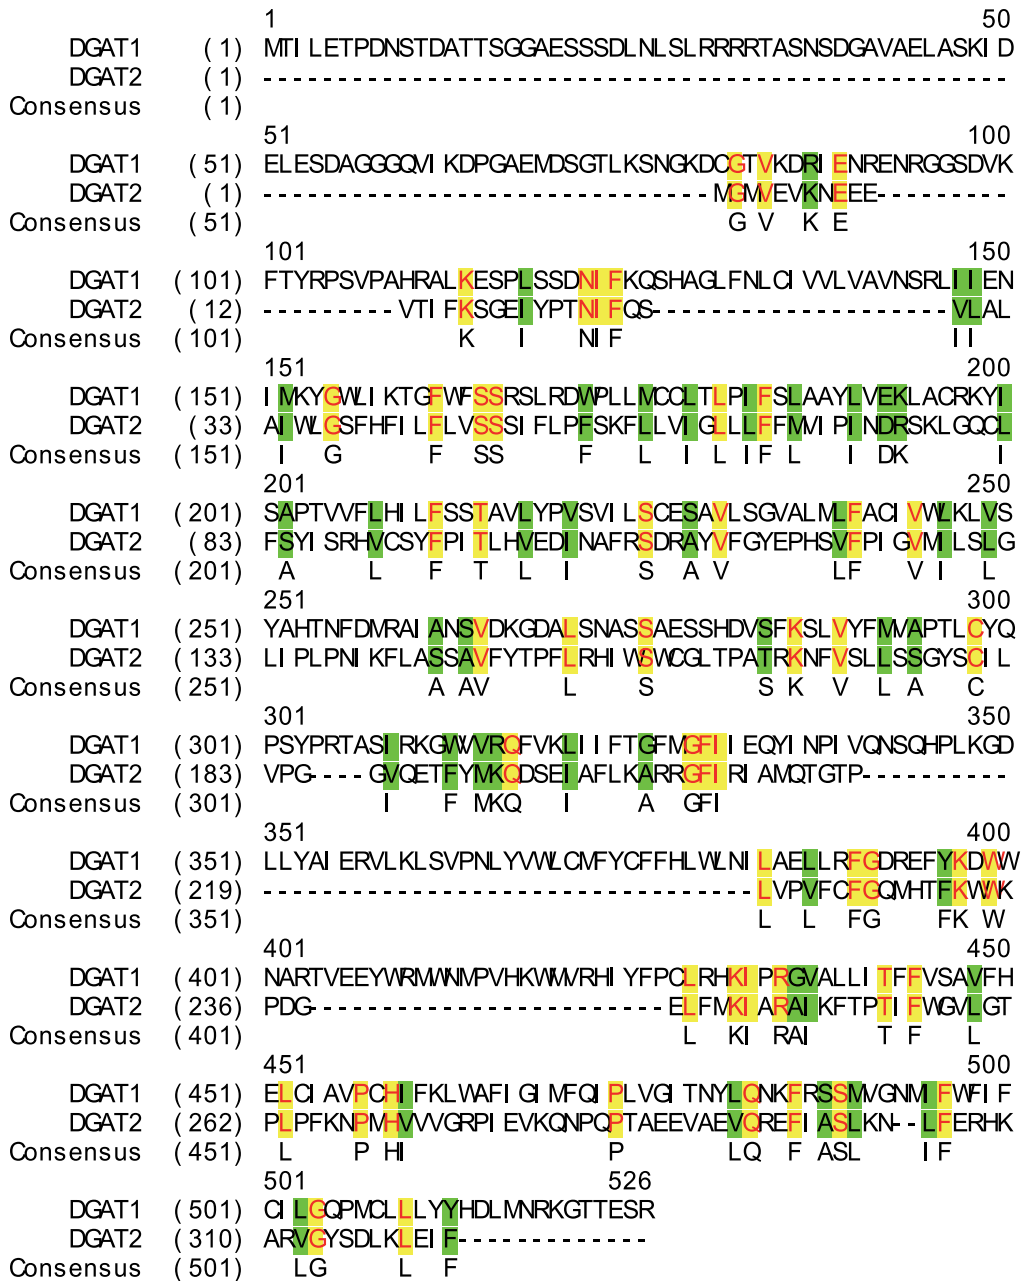 1 50
DGAT1 (1) MTILETPDNSTDATTSGGAESSSDLNLSLRRRRTASNSDGAVAELASKID
DGAT2 (1) --------------------------------------------------
Consensus (1)
51 100
DGAT1 (51) ELESDAGGGQVIKDPGAEMDSGTLKSNGKDCGTVKDRIENRENRGGSDVK
DGAT2 (1) ------------------------------MGMVEVKNEEE---------
Consensus (51) G V K E
101 150
DGAT1 (101) FTYRPSVPAHRALKESPLSSDNIFKQSHAGLFNLCIVVLVAVNSRLIIEN
DGAT2 (12) ---------VTIFKSGEIYPTNIFQS--------------------VLAL
Consensus (101) K I NIF II
151 200
DGAT1 (151) IMKYGWLIKTGFWFSSRSLRDWPLLMCCLTLPIFSLAAYLVEKLACRKYI
DGAT2 (33) AIWLGSFHFILFLVSSSIFLPFSKFLLVIGLLLFFMVIPINDRSKLGQCL
Consensus (151) I G F SS F L I L IF L I DK I
201 250
DGAT1 (201) SAPTVVFLHILFSSTAVLYPVSVILSCESAVLSGVALMLFACIVWLKLVS
DGAT2 (83) FSYISRHVCSYFPITLHVEDINAFRSDRAYVFGYEPHSVFPIGVMILSLG
Consensus (201) A L F T L I S A V LF V I L
251 300
DGAT1 (251) YAHTNFDMRAIANSVDKGDALSNASSAESSHDVSFKSLVYFMVAPTLCYQ
DGAT2 (133) LIPLPNIKFLASSAVFYTPFLRHIWSWCGLTPATRKNFVSLLSSGYSCIL
Consensus (251) A AV L S S K V L A C
301 350
DGAT1 (301) PSYPRTASIRKGWVVRQFVKLIIFTGFMGFIIEQYINPIVQNSQHPLKGD
DGAT2 (183) VPG----GVQETFYMKQDSEIAFLKARRGFIRIAMQTGTP----------
Consensus (301) I F MKQ I A GFI
351 400
DGAT1 (351) LLYAIERVLKLSVPNLYVWLCMFYCFFHLWLNILAELLRFGDREFYKDWW
DGAT2 (219) ---------------------------------LVPVFCFGQMHTFKWWK
Consensus (351) L L FG FK W
401 450
DGAT1 (401) NARTVEEYWRMWNMPVHKWMVRHIYFPCLRHKIPRGVALLITFFVSAVFH
DGAT2 (236) PDG------------------------ELFMKIARAIKFTPTIFWGVLGT
Consensus (401) L KI RAI T F L
451 500
DGAT1 (451) ELCIAVPCHIFKLWAFIGIMFQIPLVGITNYLQNKFRSSMVGNMIFWFIF
DGAT2 (262) PLPFKNPMHVVVGRPIEVKQNPQPTAEEVAEVQREFIASLKN--LFERHK
Consensus (451) L P HI P LQ F ASL IF
501 526
DGAT1 (501) CILGQPMCLLLYYHDLMNRKGTTESR
DGAT2 (310) ARVGYSDLKLEIF-------------
Consensus (501) LG L F